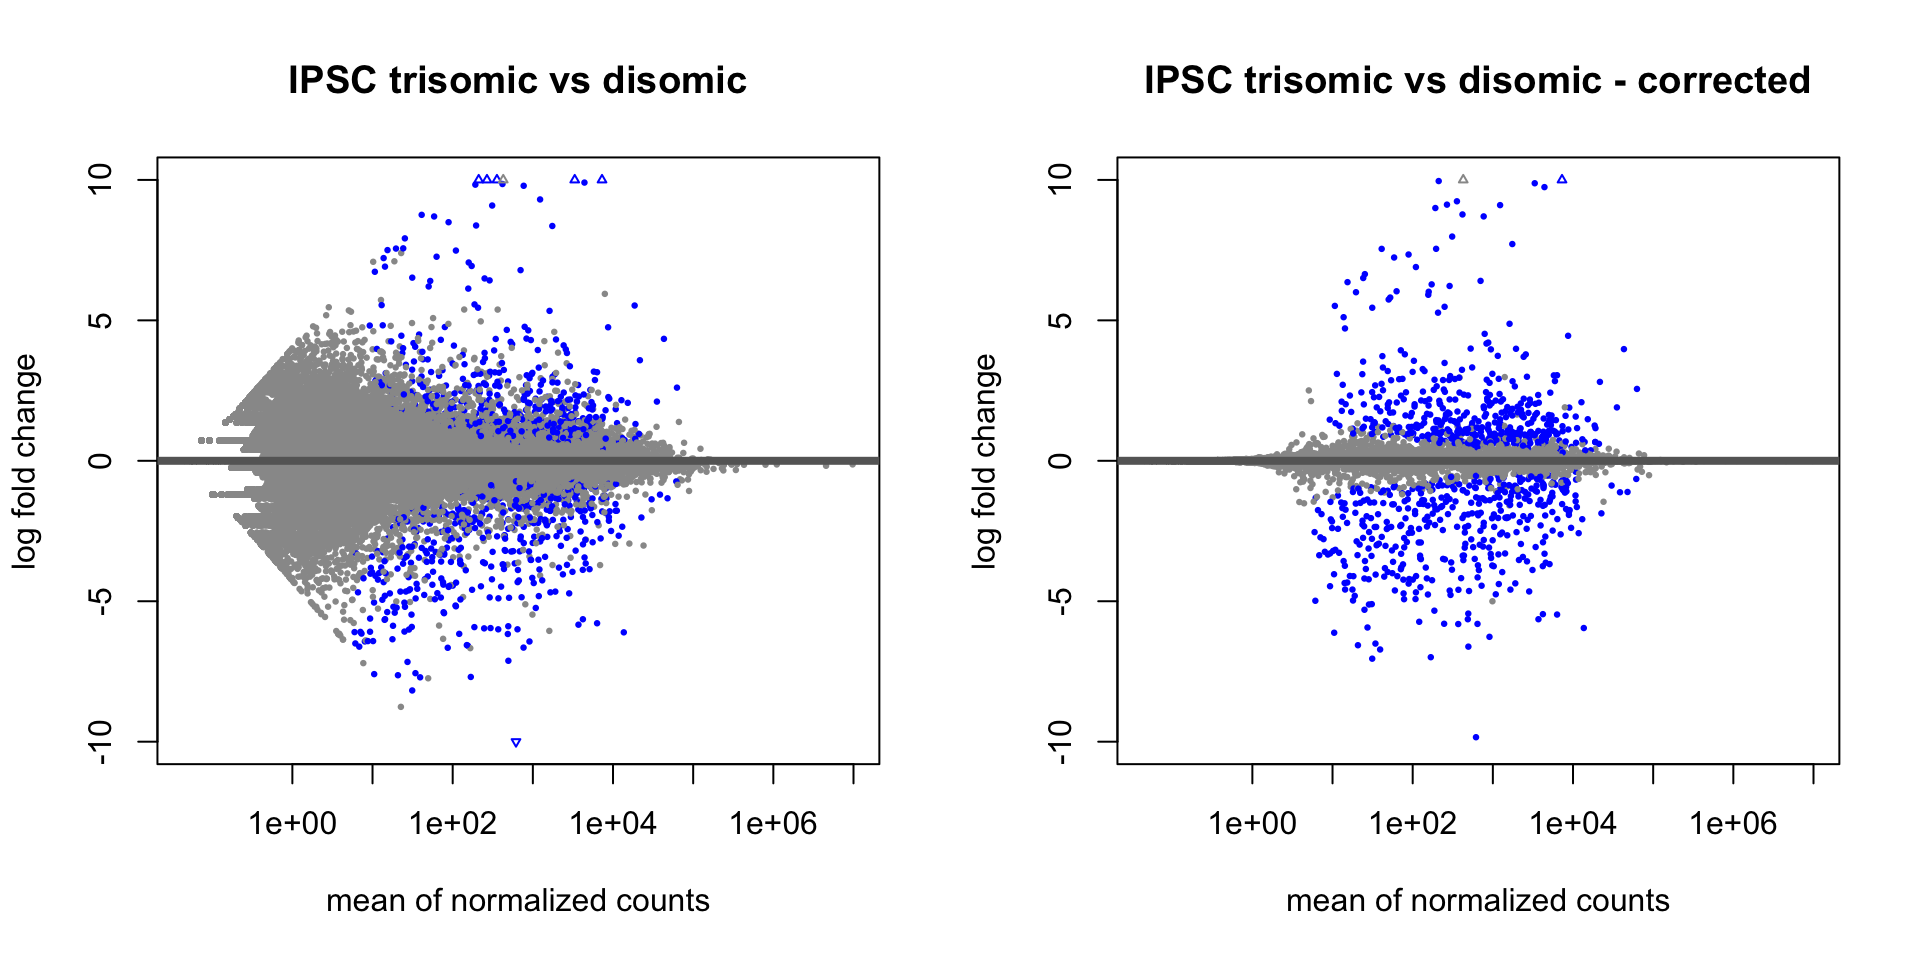 IPSC trisomic vs disomic
10
5
0
-5
-10
log fold change
1e+00 1e+02 1e+04 1e+06
mean of normalized counts
IPSC trisomic vs disomic - corrected
10
5
0
-5
-10
log fold change
1e+00 1e+02 1e+04 1e+06
mean of normalized counts